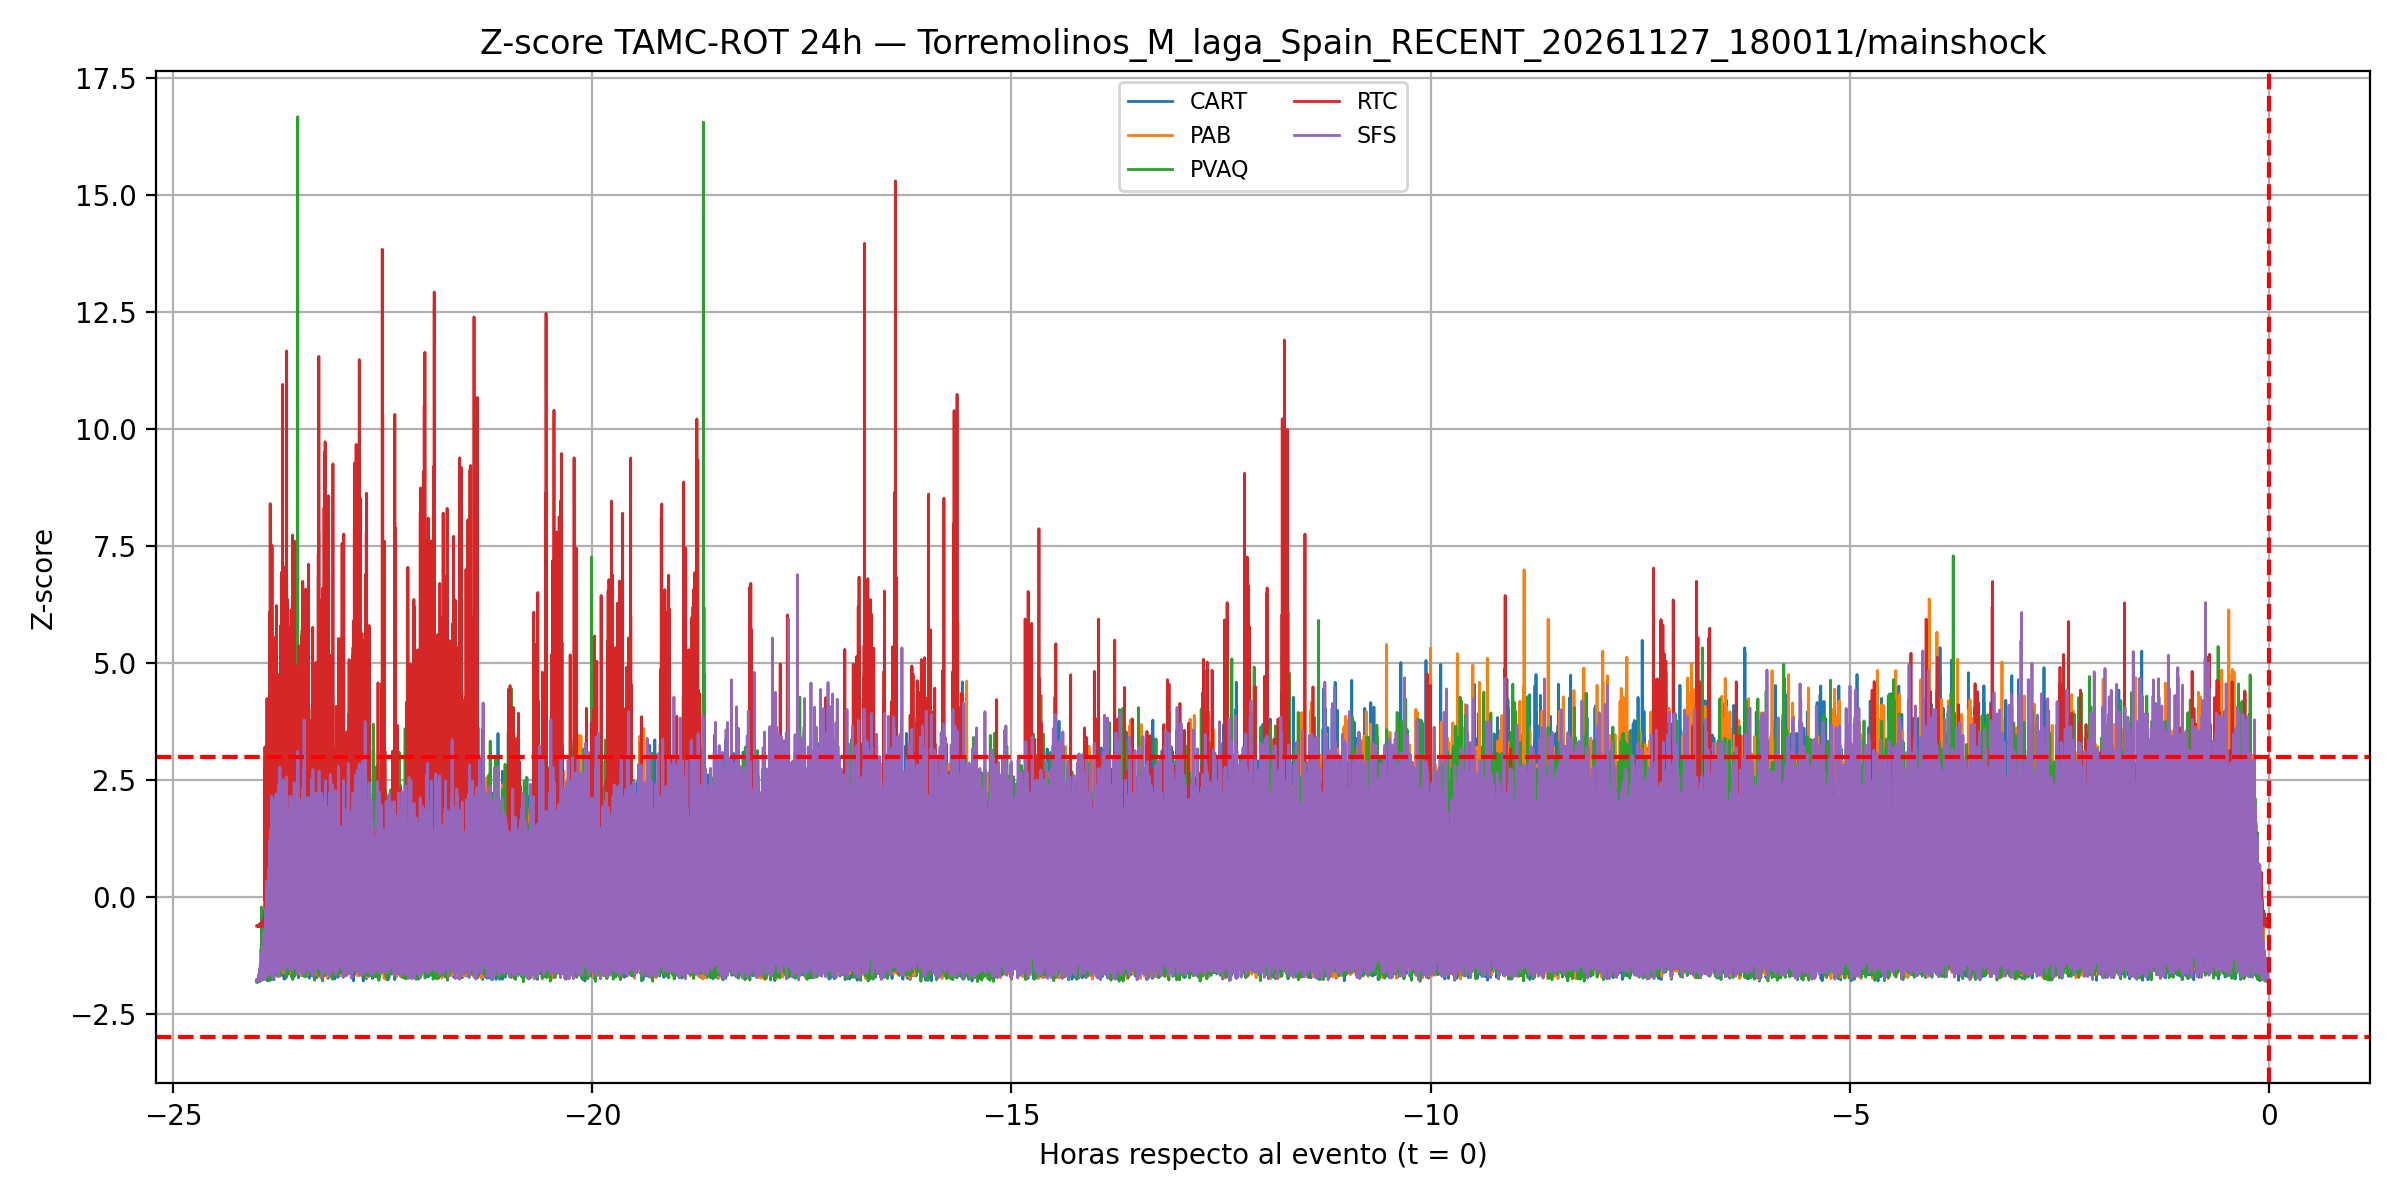 Z-score TAMC-ROT 24h — Torremolinos_M_laga_Spain_RECENT_20261127_180011/mainshock
CART
PAB
PVAQ
RTC
SFS
17.5
15.0
12.5
10.0
7.5
5.0
2.5
0.0
−2.5
Z-score
−25
−20
−15
−10
−5
0
Horas respecto al evento (t = 0)